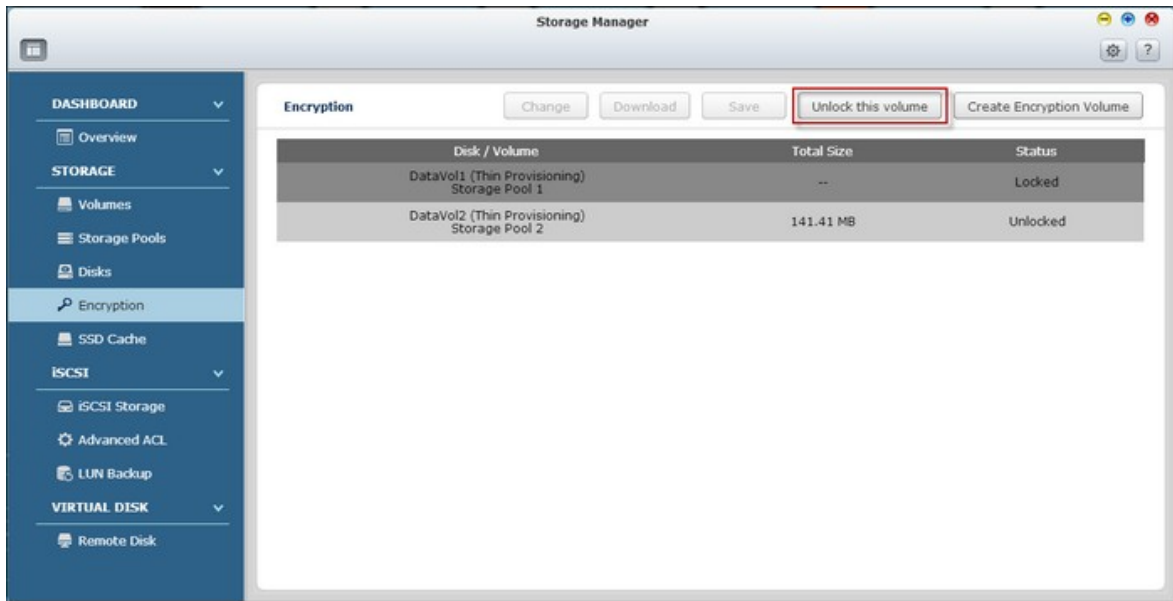 Storage Manager
?
DASHBOARD
Overview
STORAGE
Volumes
Storage Pools
Disks
Encryption
SSD Cache
iSCSI
iSCSI Storage
Advanced ACL
LUN Backup
VIRTUAL DISK
Remote Disk
Encryption Change Download Save Unlock this volume Create Encryption Volume
Disk / Volume Total Size Status
DataVol1 (Thin Provisioning)
Storage Pool 1 -- Locked
DataVol2 (Thin Provisioning)
Storage Pool 2 141.41 MB Unlocked